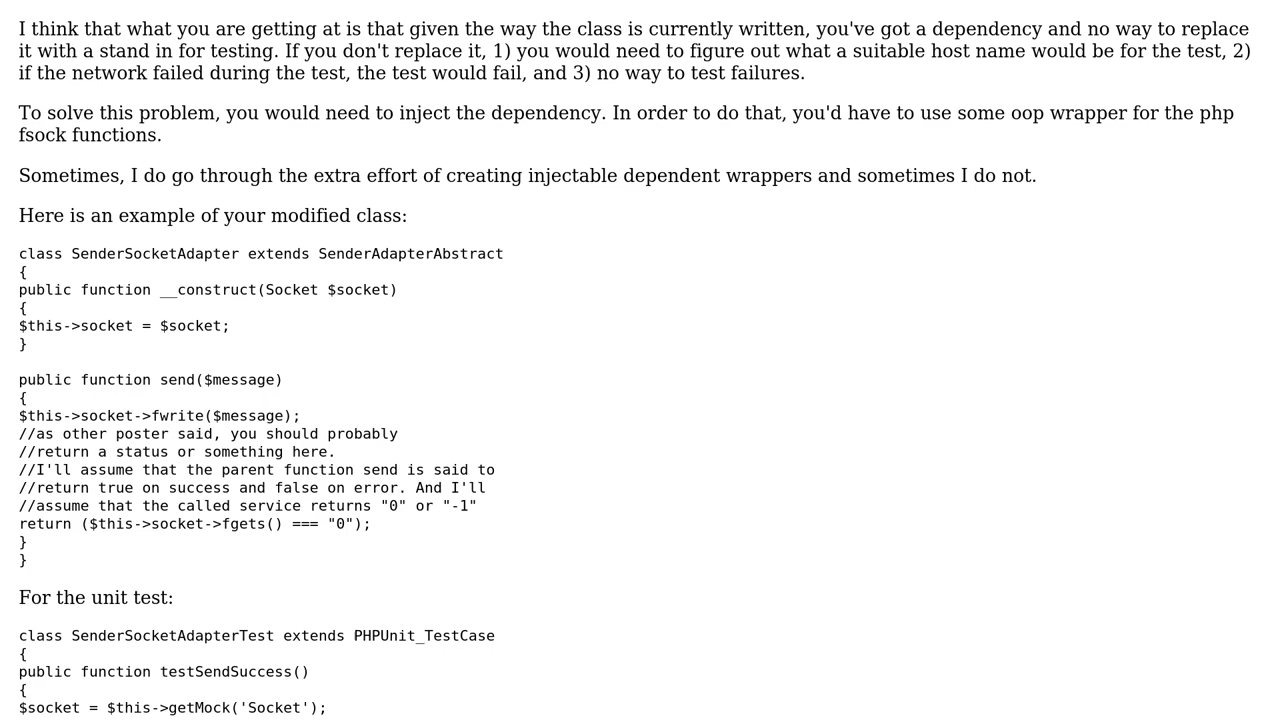 I think that what you are getting at is that given the way the class is currently written, you've got a dependency and no way to replace
it with a stand in for testing. If you don't replace it, 1) you would need to figure out what a suitable host name would be for the test, 2)
if the network failed during the test, the test would fail, and 3) no way to test failures.
To solve this problem, you would need to inject the dependency. In order to do that, you'd have to use some oop wrapper for the php
fsock functions.
Sometimes, I do go through the extra effort of creating injectable dependent wrappers and sometimes I do not.
Here is an example of your modified class:
class SenderSocketAdapter extends SenderAdapterAbstract
{
public function __construct(Socket $socket)
{
$this->socket = $socket;
}
public function send($message)
{
$this->socket->fwrite($message);
//as other poster said, you should probably
//return a status or something here.
//I'll assume that the parent function send is said to
//return true on success and false on error. And I'll
//assume that the called service returns "0" or "-1"
return ($this->socket->fgets() === "0");
}
}
For the unit test:
class SenderSocketAdapterTest extends PHPUnit_TestCase
{
public function testSendSuccess()
{
$socket = $this->getMock('Socket');